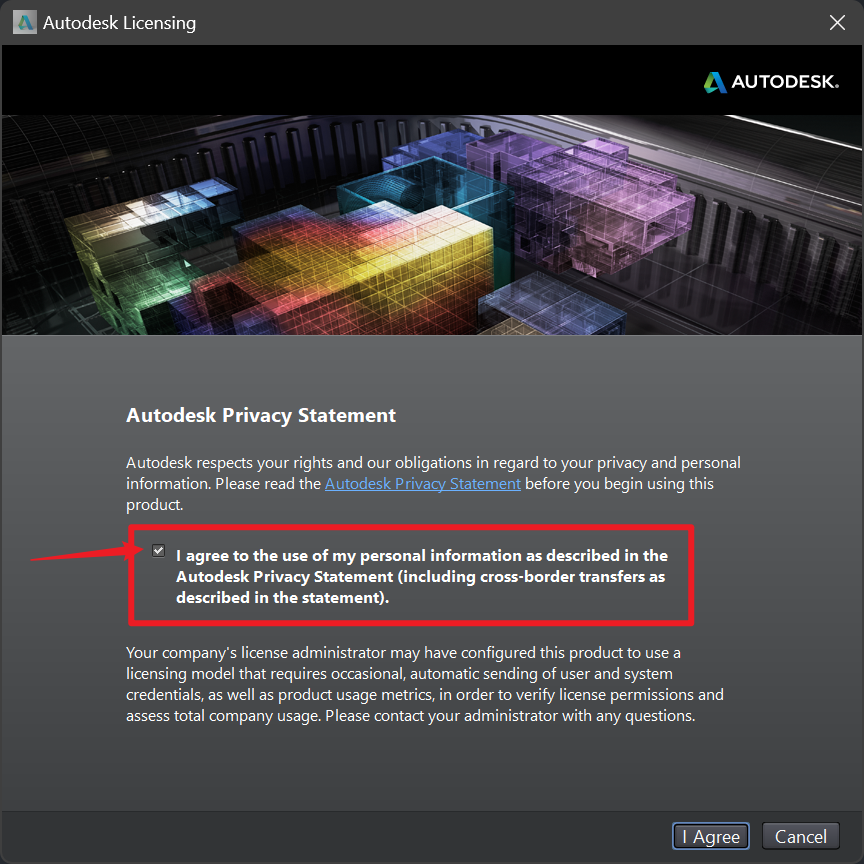 Autodesk Licensing
AUTODESK.
Autodesk Privacy Statement
Autodesk respects your rights and our obligations in regard to your privacy and personal
information. Please read the Autodesk Privacy Statement before you begin using this
product.
I agree to the use of my personal information as described in the
Autodesk Privacy Statement (including cross-border transfers as
described in the statement).
Your company's license administrator may have configured this product to use a
licensing model that requires occasional, automatic sending of user and system
credentials, as well as product usage metrics, in order to verify license permissions and
assess total company usage. Please contact your administrator with any questions.
I Agree
Cancel